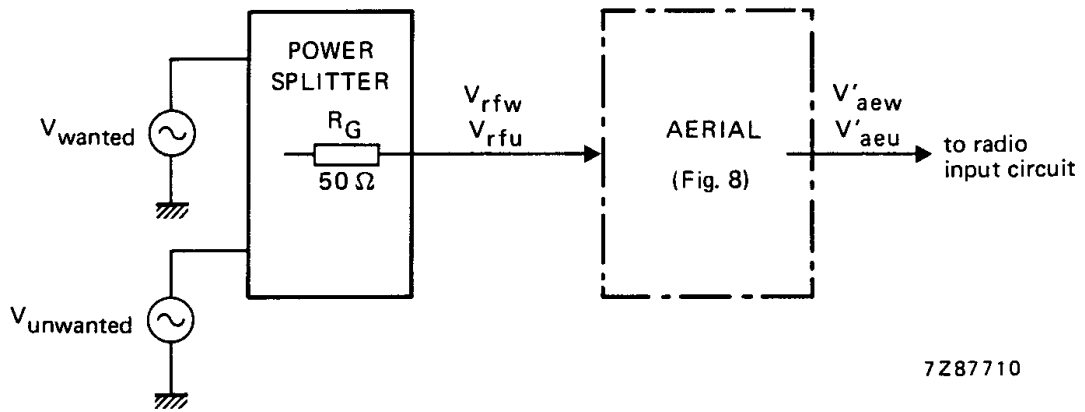 POWER
SPLITTER
R_G
50 Ω
V_wanted
V_unwanted
V_rfw
V_rfu
AERIAL
(Fig. 8)
V'_aew
V'_aeu
to radio
input circuit
7Z87710